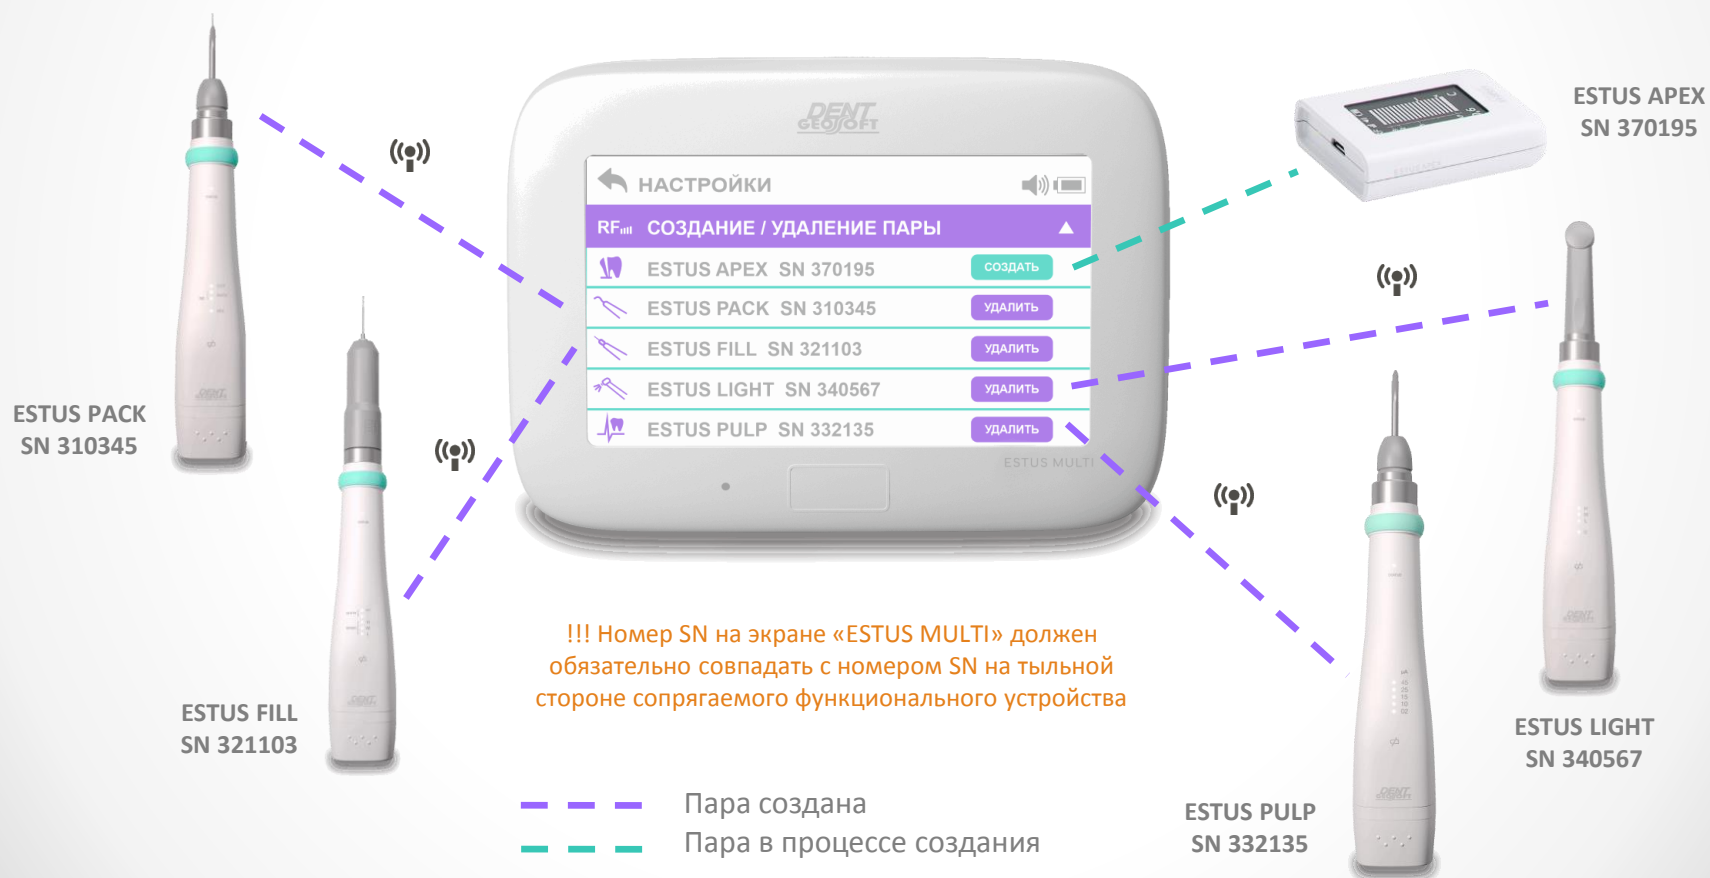 DENT
GEOSOFT
НАСТРОЙКИ
RF СОЗДАНИЕ / УДАЛЕНИЕ ПАРЫ
ESTUS APEX SN 370195 СОЗДАТЬ
ESTUS PACK SN 310345 УДАЛИТЬ
ESTUS FILL SN 321103 УДАЛИТЬ
ESTUS LIGHT SN 340567 УДАЛИТЬ
ESTUS PULP SN 332135 УДАЛИТЬ
ESTUS MULTI
ESTUS APEX
SN 370195
ESTUS PACK
SN 310345
ESTUS FILL
SN 321103
!!! Номер SN на экране «ESTUS MULTI» должен
обязательно совпадать с номером SN на тыльной
стороне сопрягаемого функционального устройства
ESTUS LIGHT
SN 340567
ESTUS PULP
SN 332135
Пара создана
Пара в процессе создания